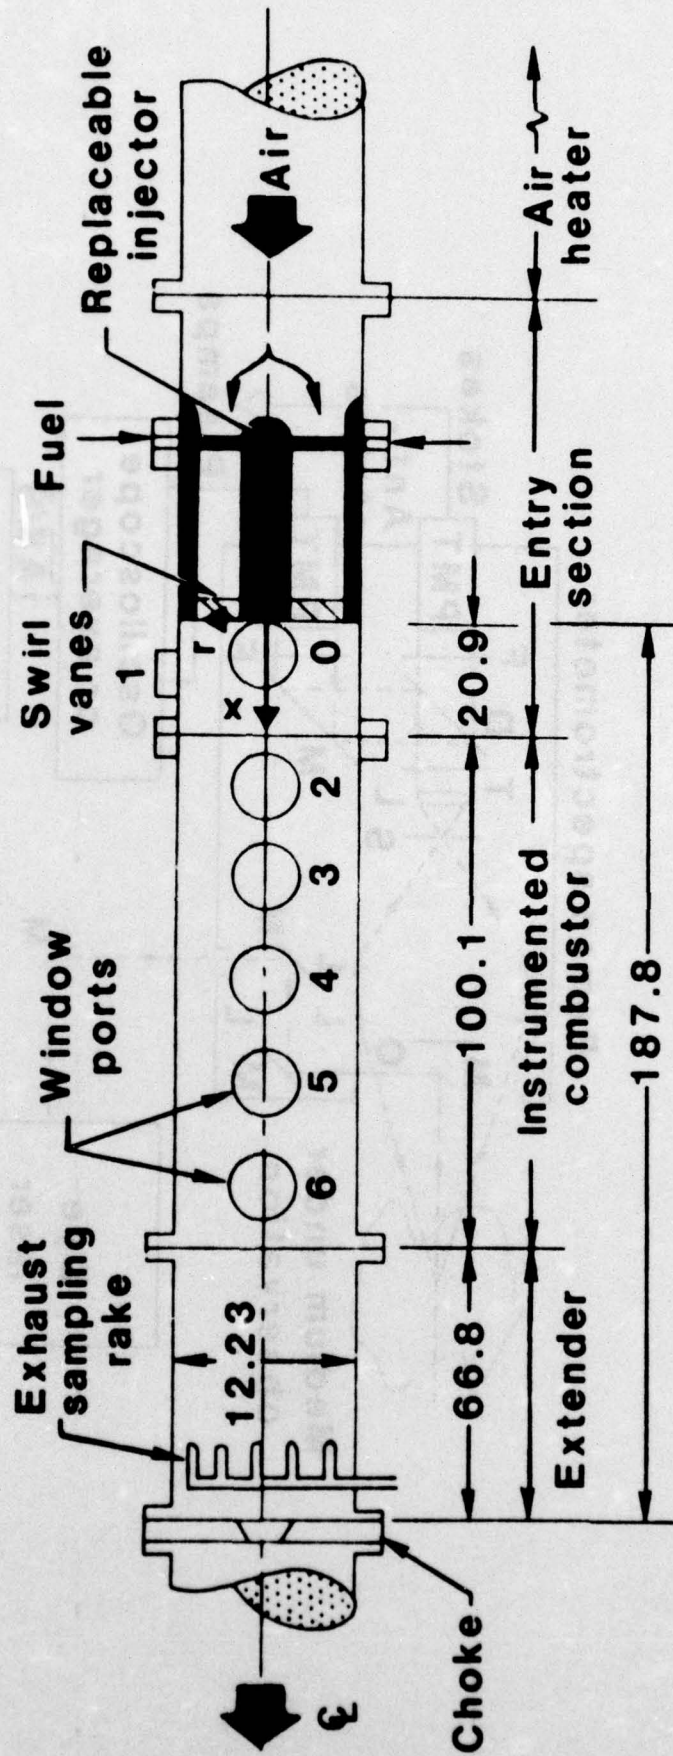 Exhaust
sampling
rake
Window
ports
Swirl
vanes
Fuel
Replaceable
injector
1
r
x
Air
6
5
4
3
2
0
12.23
℄
Choke
66.8
100.1
20.9
Extender
Instrumented
combustor
Entry
section
Air
heater
187.8